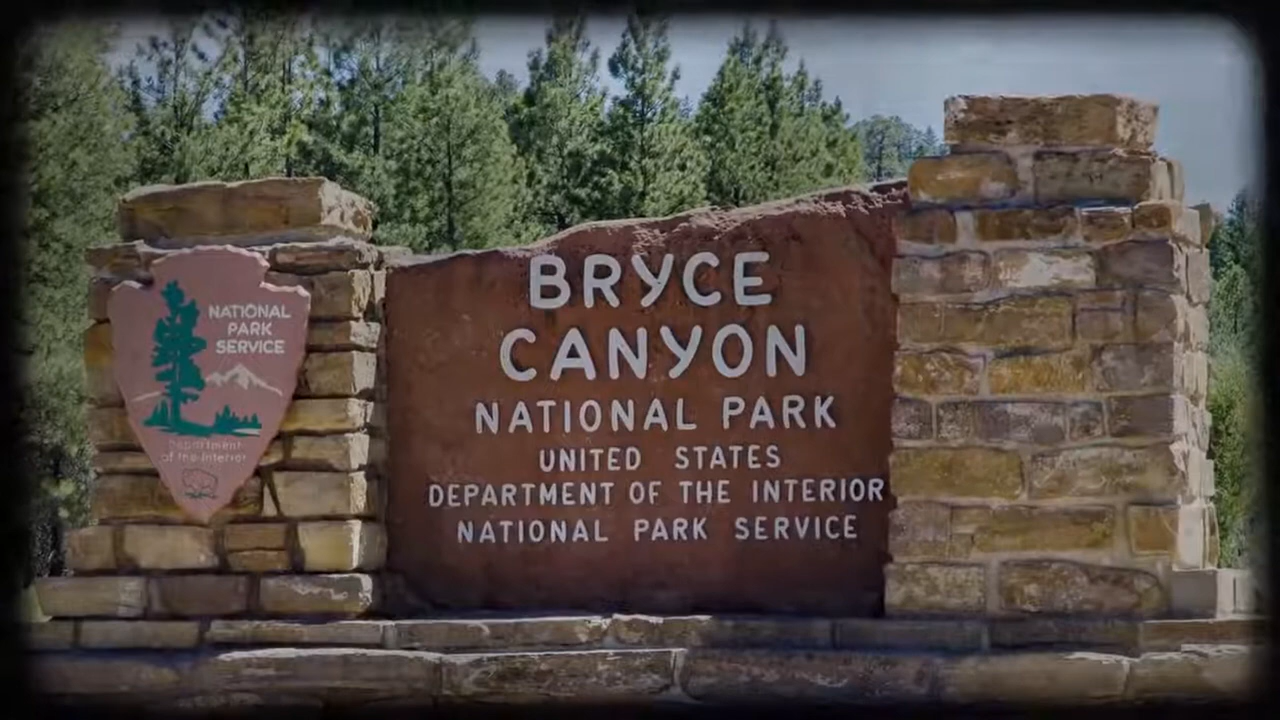 NATIONAL
PARK
SERVICE
Department
of the Interior
BRYCE
CANYON
NATIONAL PARK
UNITED STATES
DEPARTMENT OF THE INTERIOR
NATIONAL PARK SERVICE